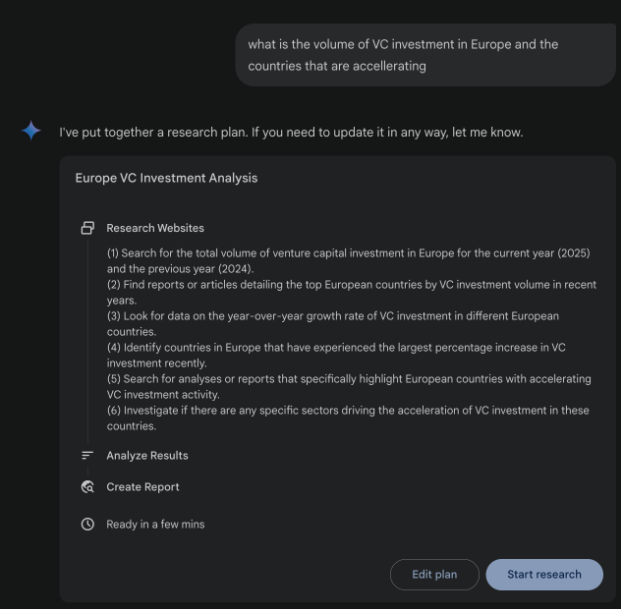 what is the volume of VC investment in Europe and the
countries that are accellerating
I've put together a research plan. If you need to update it in any way, let me know.
Europe VC Investment Analysis
Research Websites
(1) Search for the total volume of venture capital investment in Europe for the current year (2025)
and the previous year (2024).
(2) Find reports or articles detailing the top European countries by VC investment volume in recent
years.
(3) Look for data on the year-over-year growth rate of VC investment in different European
countries.
(4) Identify countries in Europe that have experienced the largest percentage increase in VC
investment recently.
(5) Search for analyses or reports that specifically highlight European countries with accelerating
VC investment activity.
(6) Investigate if there are any specific sectors driving the acceleration of VC investment in these
countries.
Analyze Results
Create Report
Ready in a few mins
Edit plan
Start research